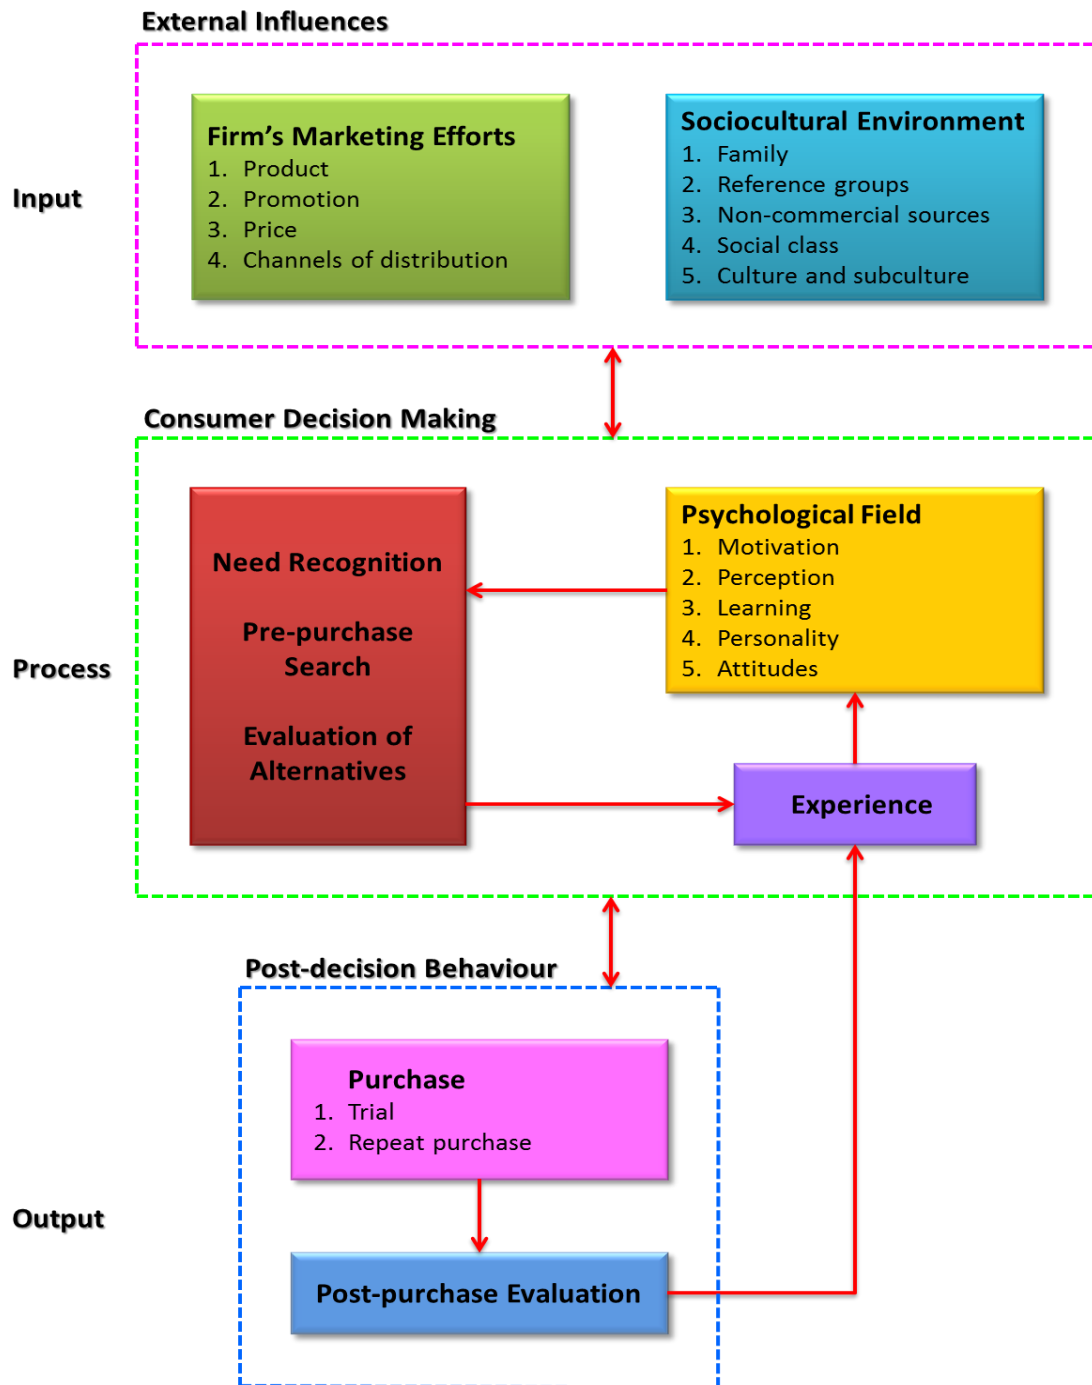 External Influences
Input
Firm's Marketing Efforts
1. Product
2. Promotion
3. Price
4. Channels of distribution
Sociocultural Environment
1. Family
2. Reference groups
3. Non-commercial sources
4. Social class
5. Culture and subculture
Consumer Decision Making
Process
Need Recognition
Pre-purchase
Search
Evaluation of
Alternatives
Psychological Field
1. Motivation
2. Perception
3. Learning
4. Personality
5. Attitudes
Experience
Post-decision Behaviour
Output
Purchase
1. Trial
2. Repeat purchase
Post-purchase Evaluation